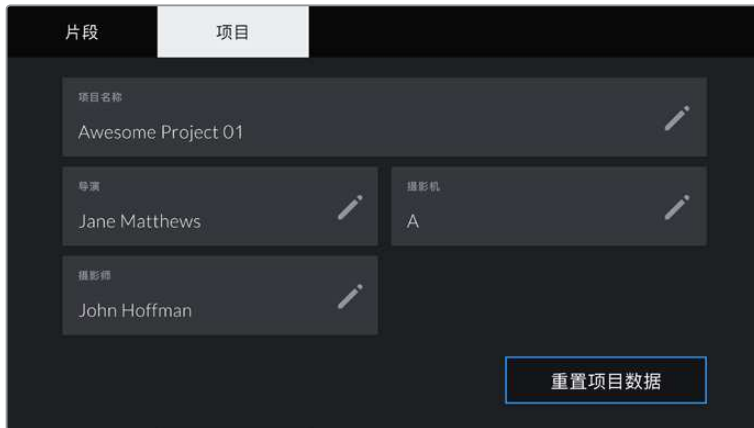 片段
项目
项目名称
Awesome Project 01
导演
Jane Matthews
摄影机
A
摄影师
John Hoffman
重置项目数据